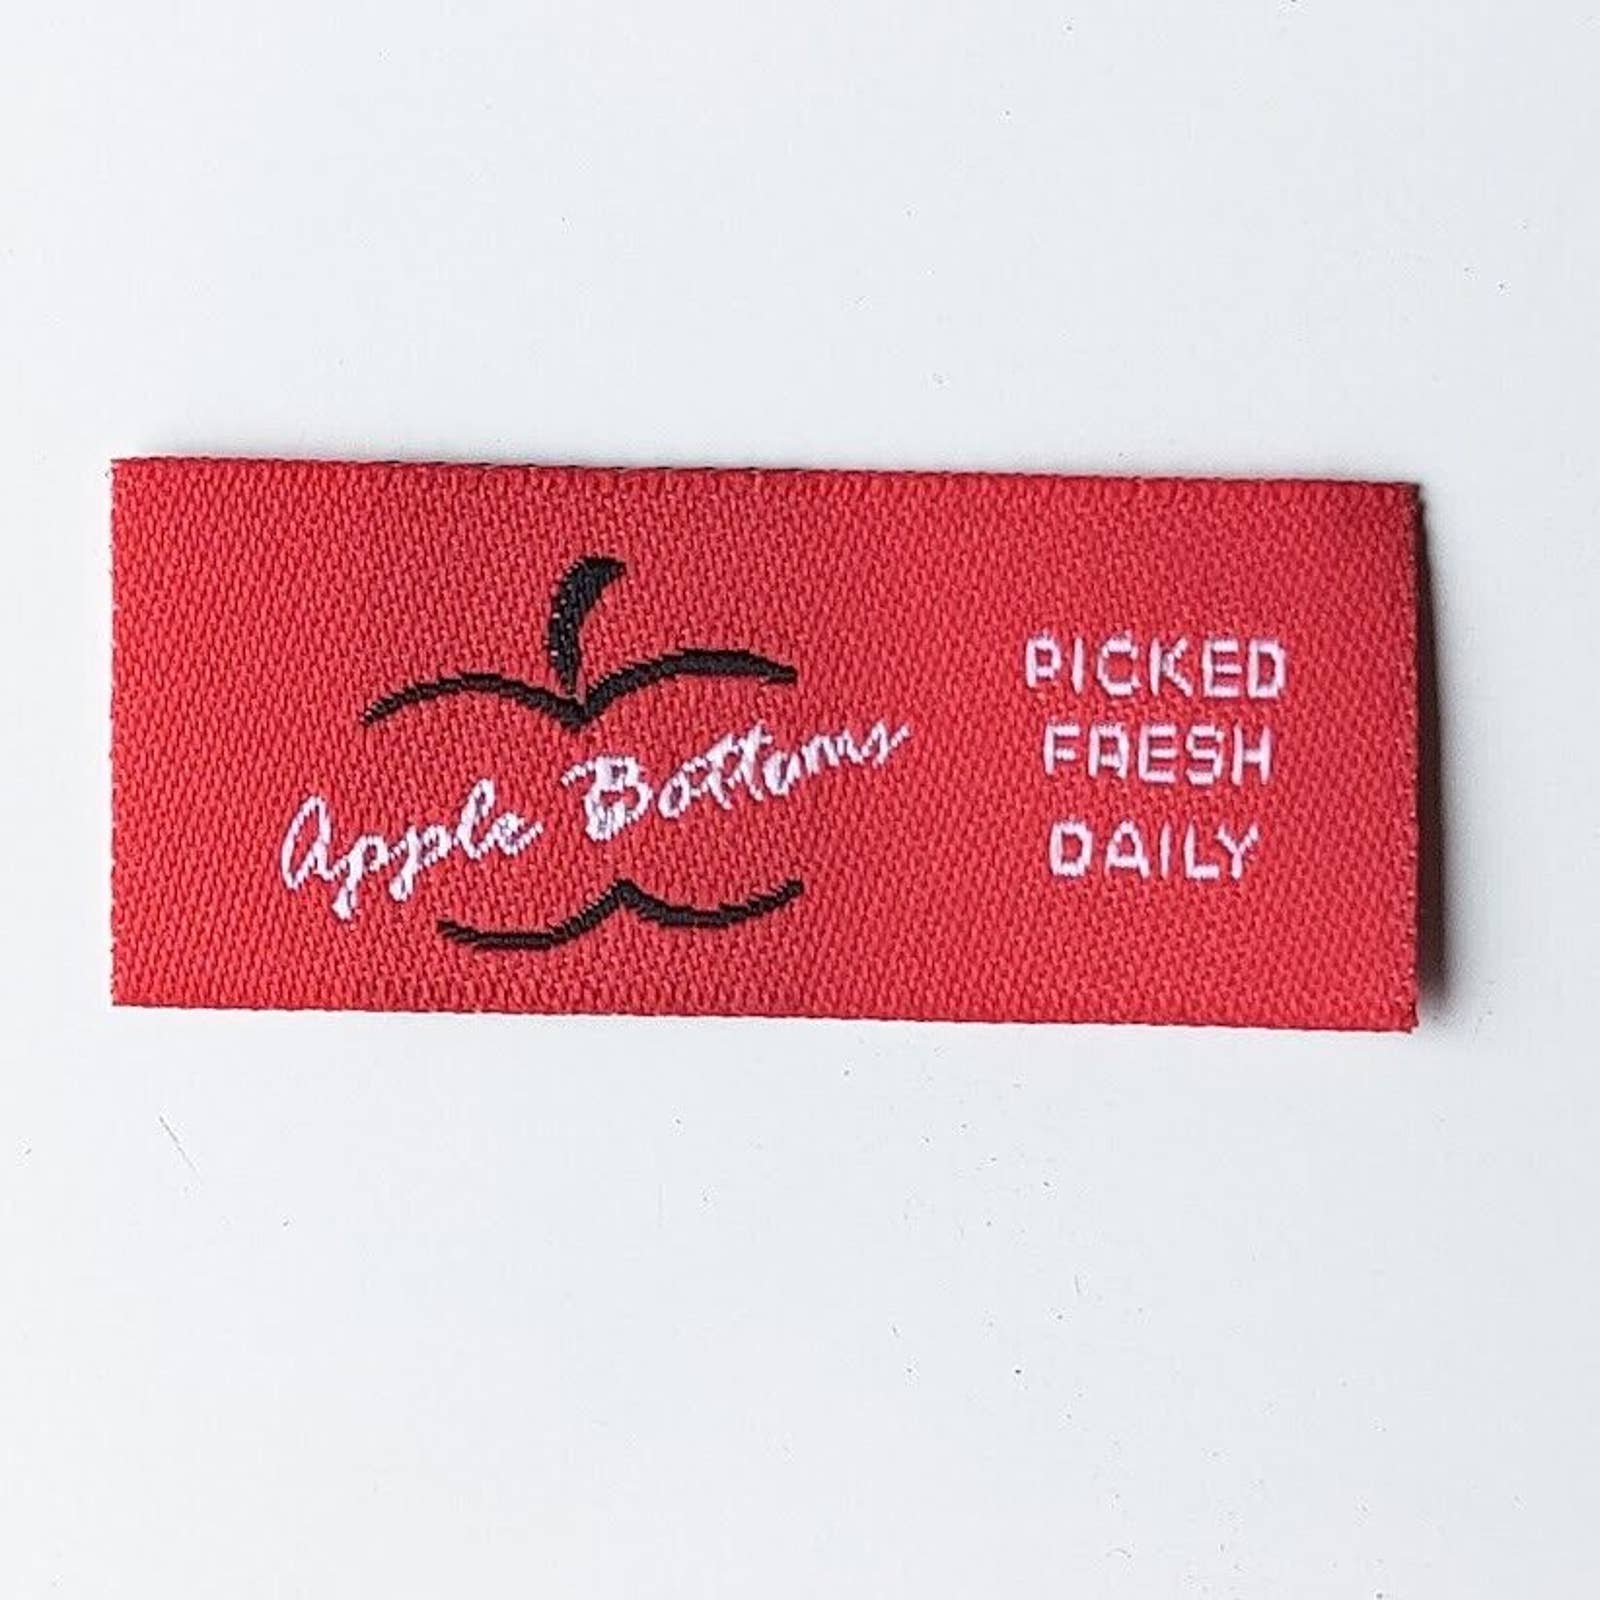 Apple Bottoms
PICKED
FRESH
DAILY